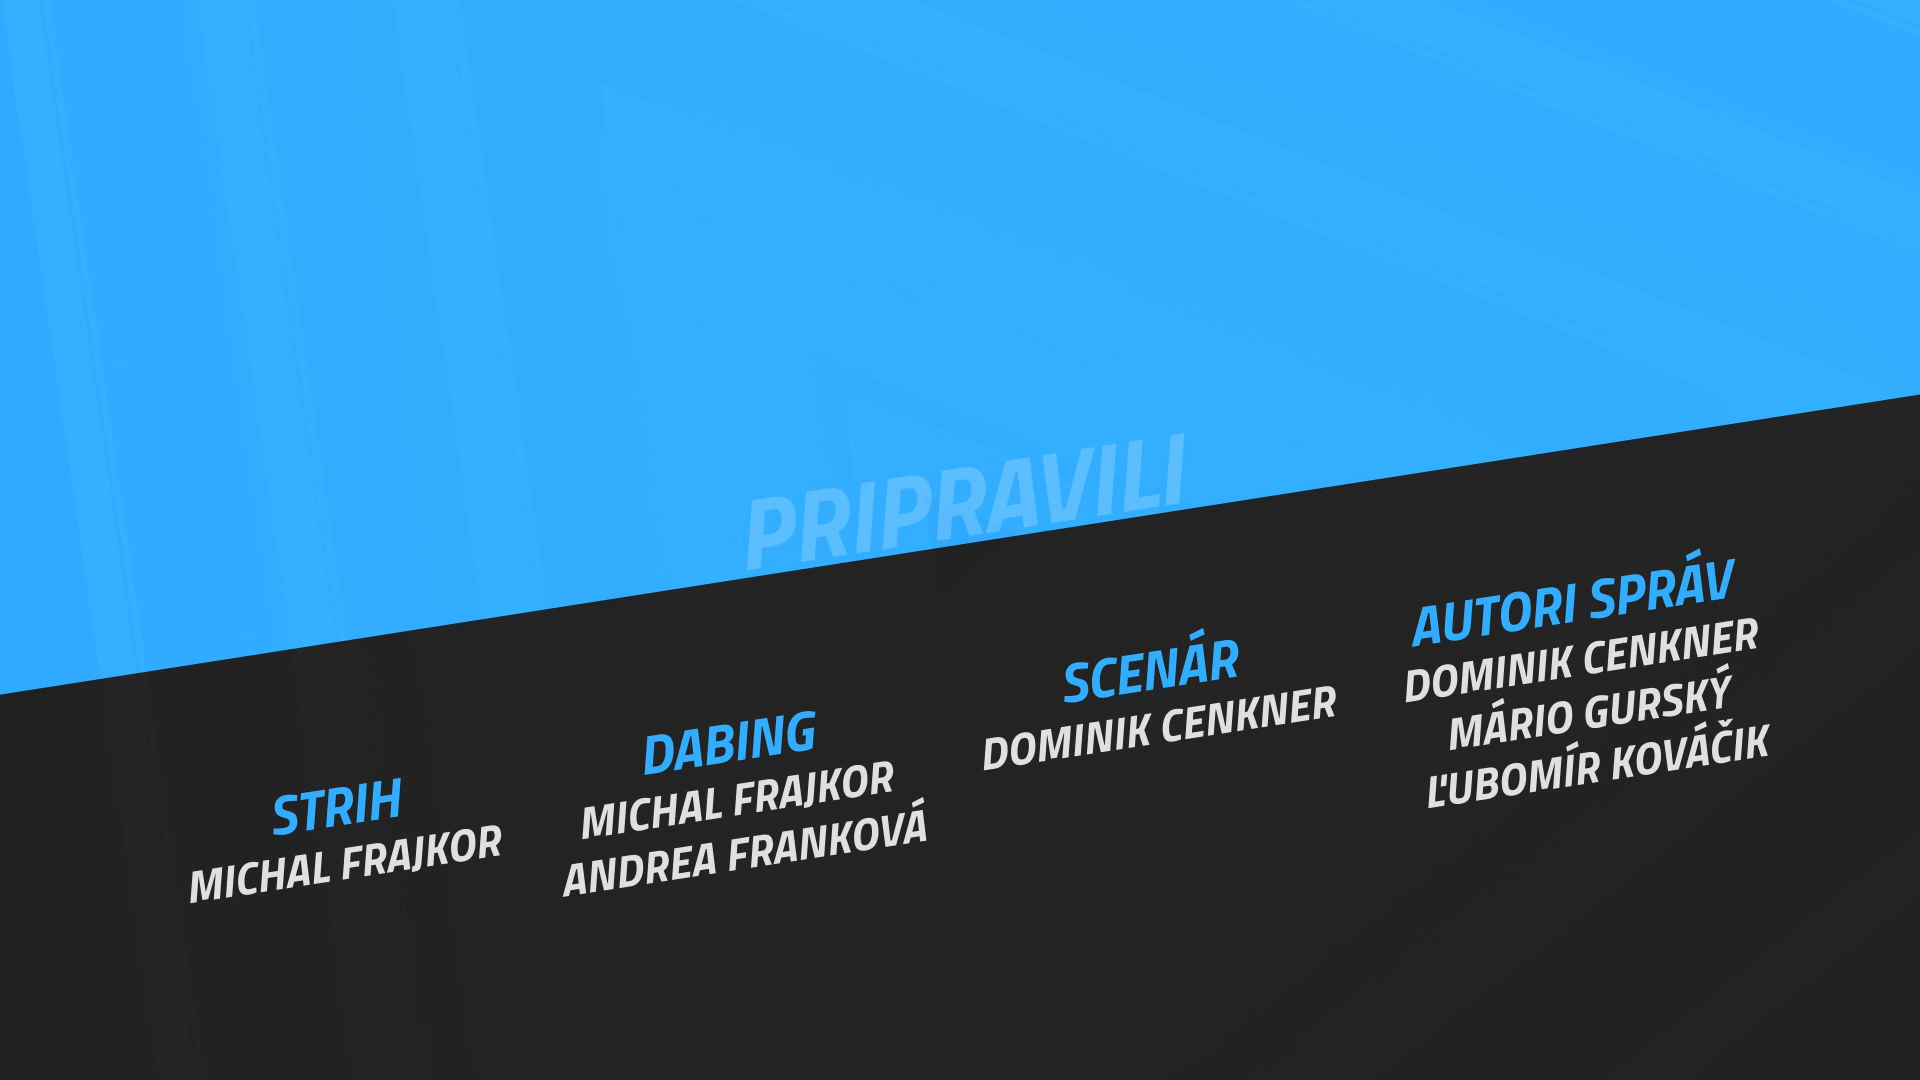 PRIPRAVILI
STRIH
MICHAL FRAJKOR
DABING
MICHAL FRAJKOR
ANDREA FRANKOVÁ
SCENÁR
DOMINIK CENKNER
AUTORI SPRÁV
DOMINIK CENKNER
MÁRIO GURSKÝ
ĽUBOMÍR KOVÁČIK